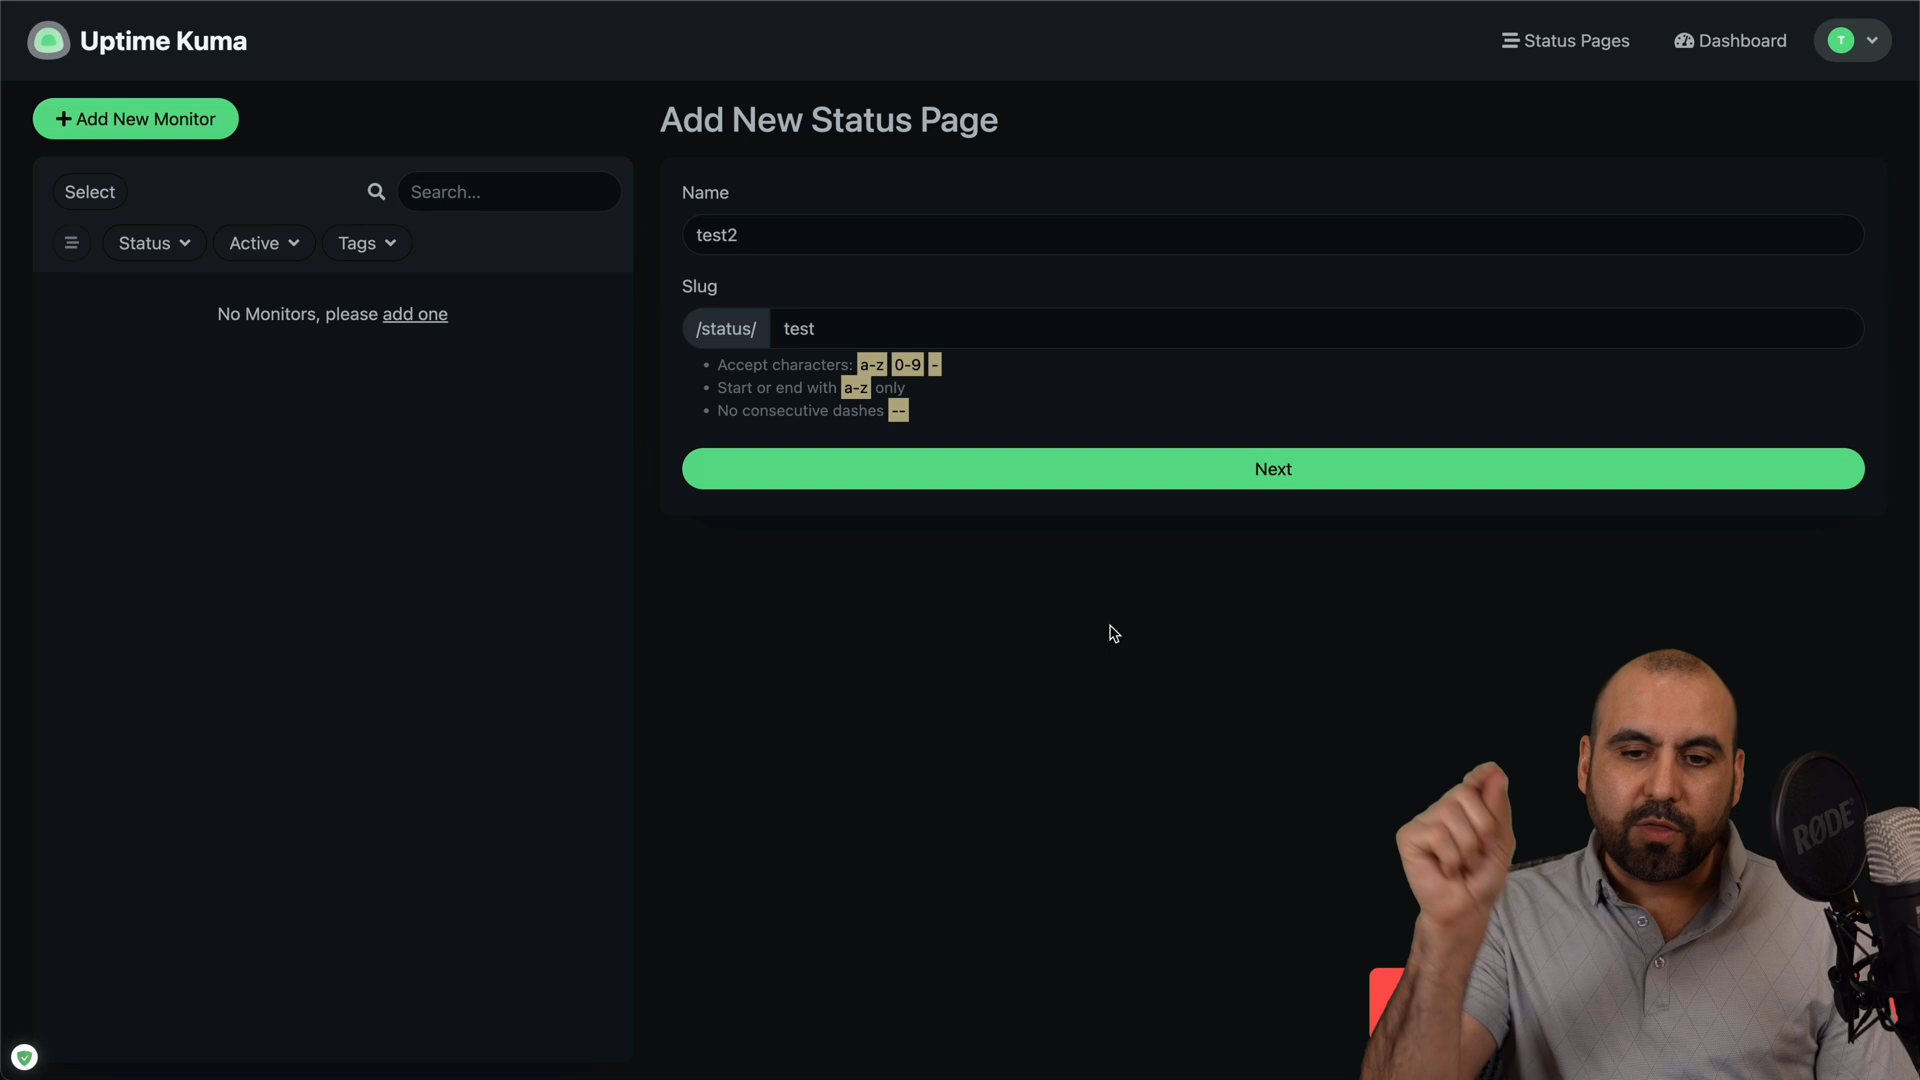 Uptime Kuma
Status Pages
Dashboard
T
Add New Monitor
Add New Status Page
Select
Search...
Status
Active
Tags
No Monitors, please add one
Name
test2
Slug
/status/ test
Accept characters: a-z 0-9 -
Start or end with a-z only
No consecutive dashes --
Next
RØDE